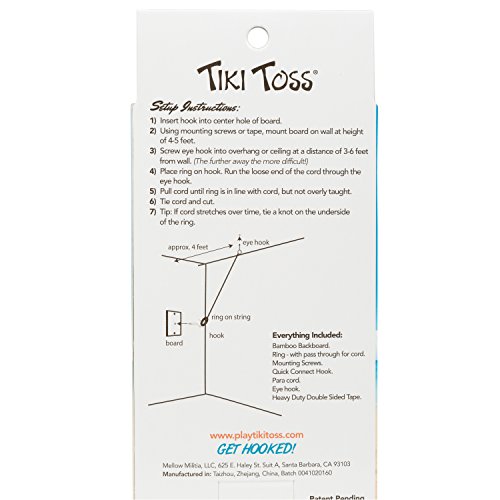 TIKI TOSS®
Setup Instructions:
1) Insert hook into center hole of board.
2) Using mounting screws or tape, mount board on wall at height
of 4-5 feet.
3) Screw eye hook into overhang or ceiling at a distance of 3-6 feet
from wall. (The further away the more difficult!)
4) Place ring on hook. Run the loose end of the cord through the
eye hook.
5) Pull cord until ring is in line with cord, but not overly taught.
6) Tie cord and cut.
7) Tip: If cord stretches over time, tie a knot on the underside
of the ring.
approx. 4 feet
eye hook
ring on string
hook
board
Everything Included:
Bamboo Backboard.
Ring - with pass through for cord.
Mounting Screws.
Quick Connect Hook.
Para cord.
Eye hook.
Heavy Duty Double Sided Tape.
www.playtikitoss.com
GET HOOKED!
Mellow Militia, LLC, 625 E. Haley St. Suit A, Santa Barbara, CA 93103
Manufactured in: Taizhou, Zhejang, China, Batch 0041020160
Patent Pending